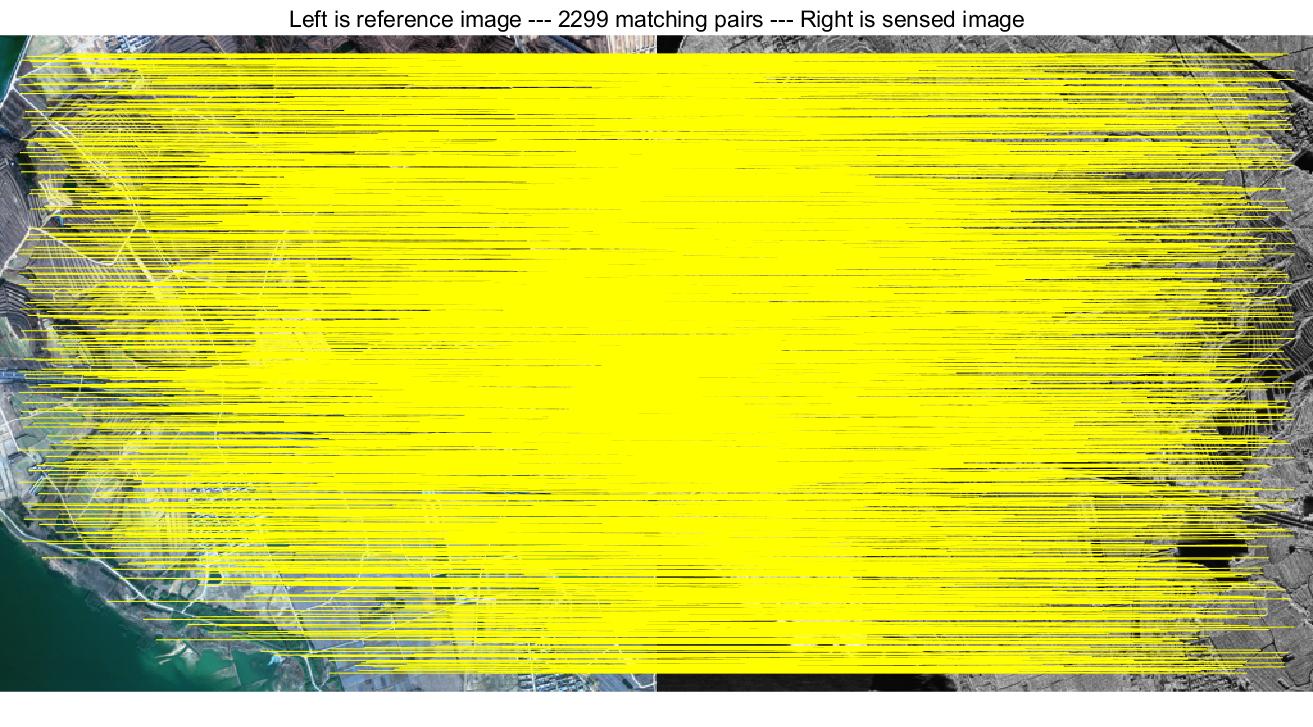 Left is reference image --- 2299 matching pairs --- Right is sensed image